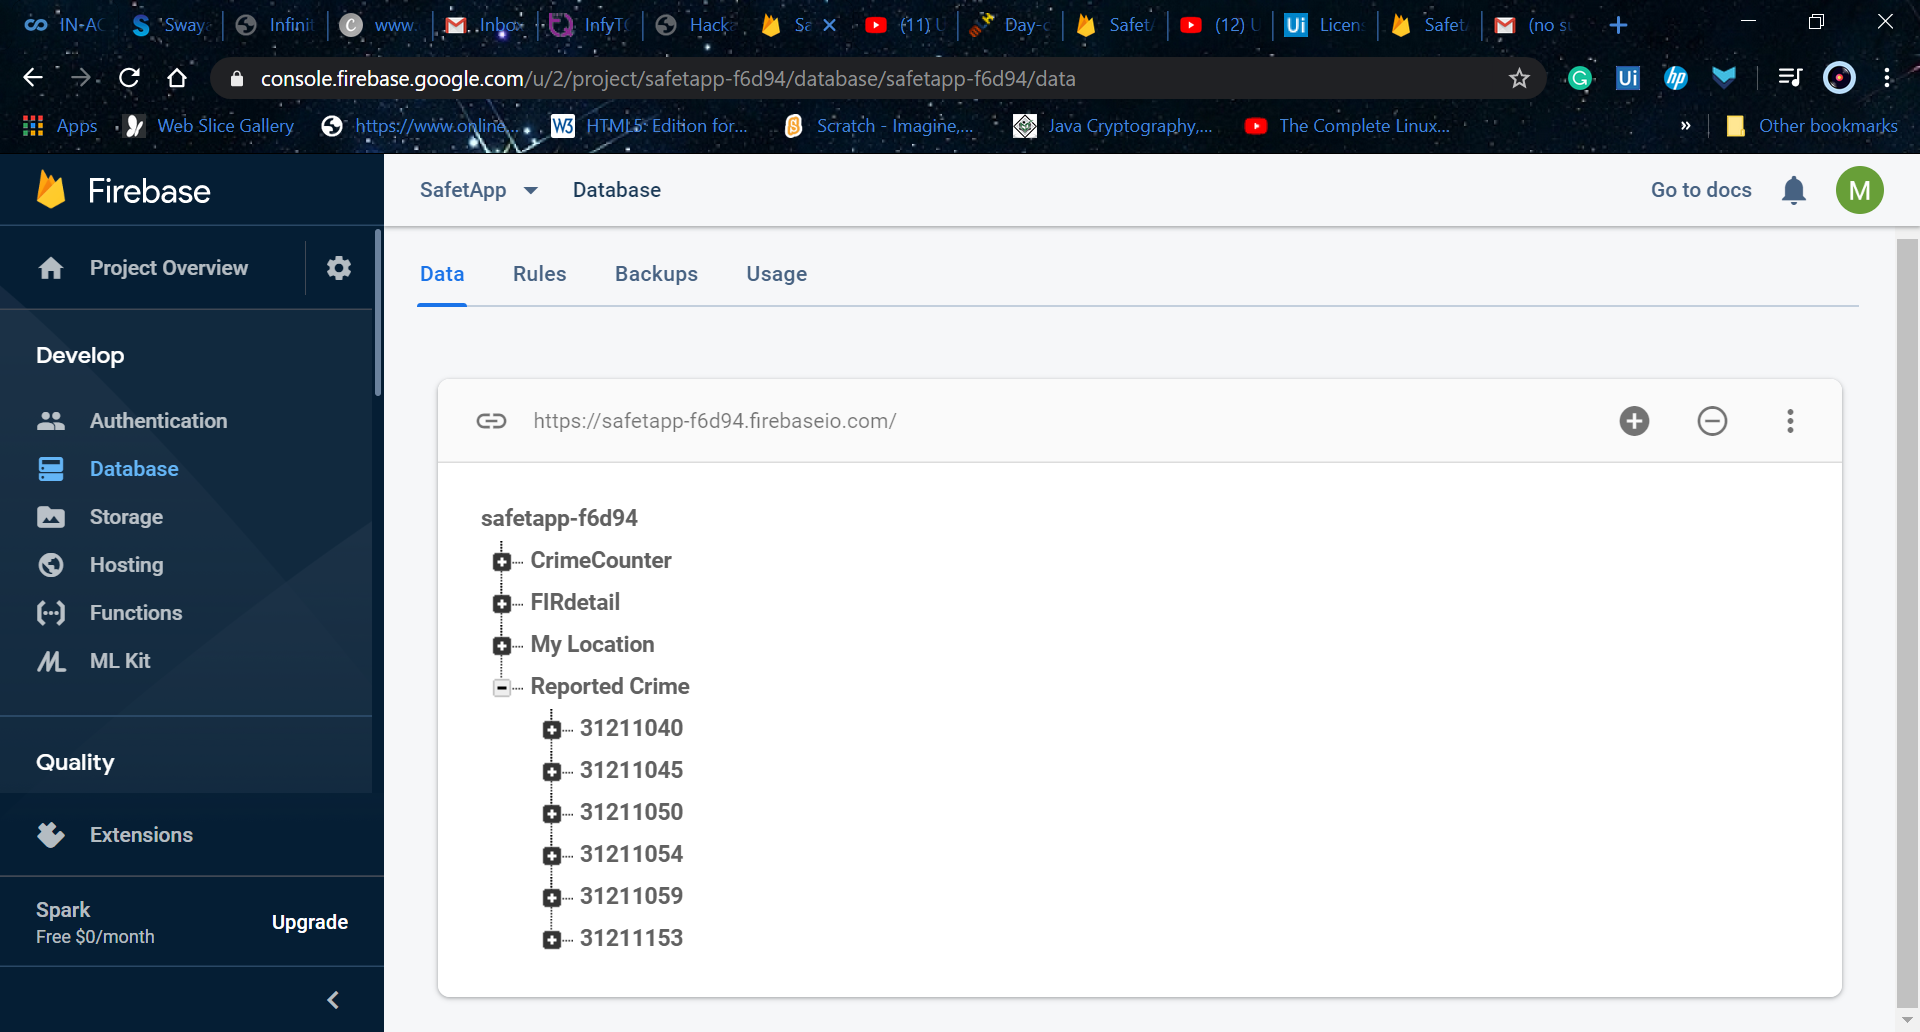 IN-AC Sway Infinit www. Inbox InfyT Hack Sa (11) U Day- Safet (12) U Ui Licens Safet (no su
console.firebase.google.com/u/2/project/safetapp-f6d94/database/safetapp-f6d94/data
Apps Web Slice Gallery https://www.online... HTML5: Edition for... Scratch - Imagine,... Java Cryptography,... The Complete Linux... » Other bookmarks
Firebase
SafetApp Database Go to docs M
Project Overview
Data Rules Backups Usage
Develop
Authentication
Database
Storage
Hosting
Functions
ML Kit
Quality
Extensions
Spark
Free $0/month
Upgrade
https://safetapp-f6d94.firebaseio.com/
safetapp-f6d94
CrimeCounter
FIRdetail
My Location
Reported Crime
31211040
31211045
31211050
31211054
31211059
31211153